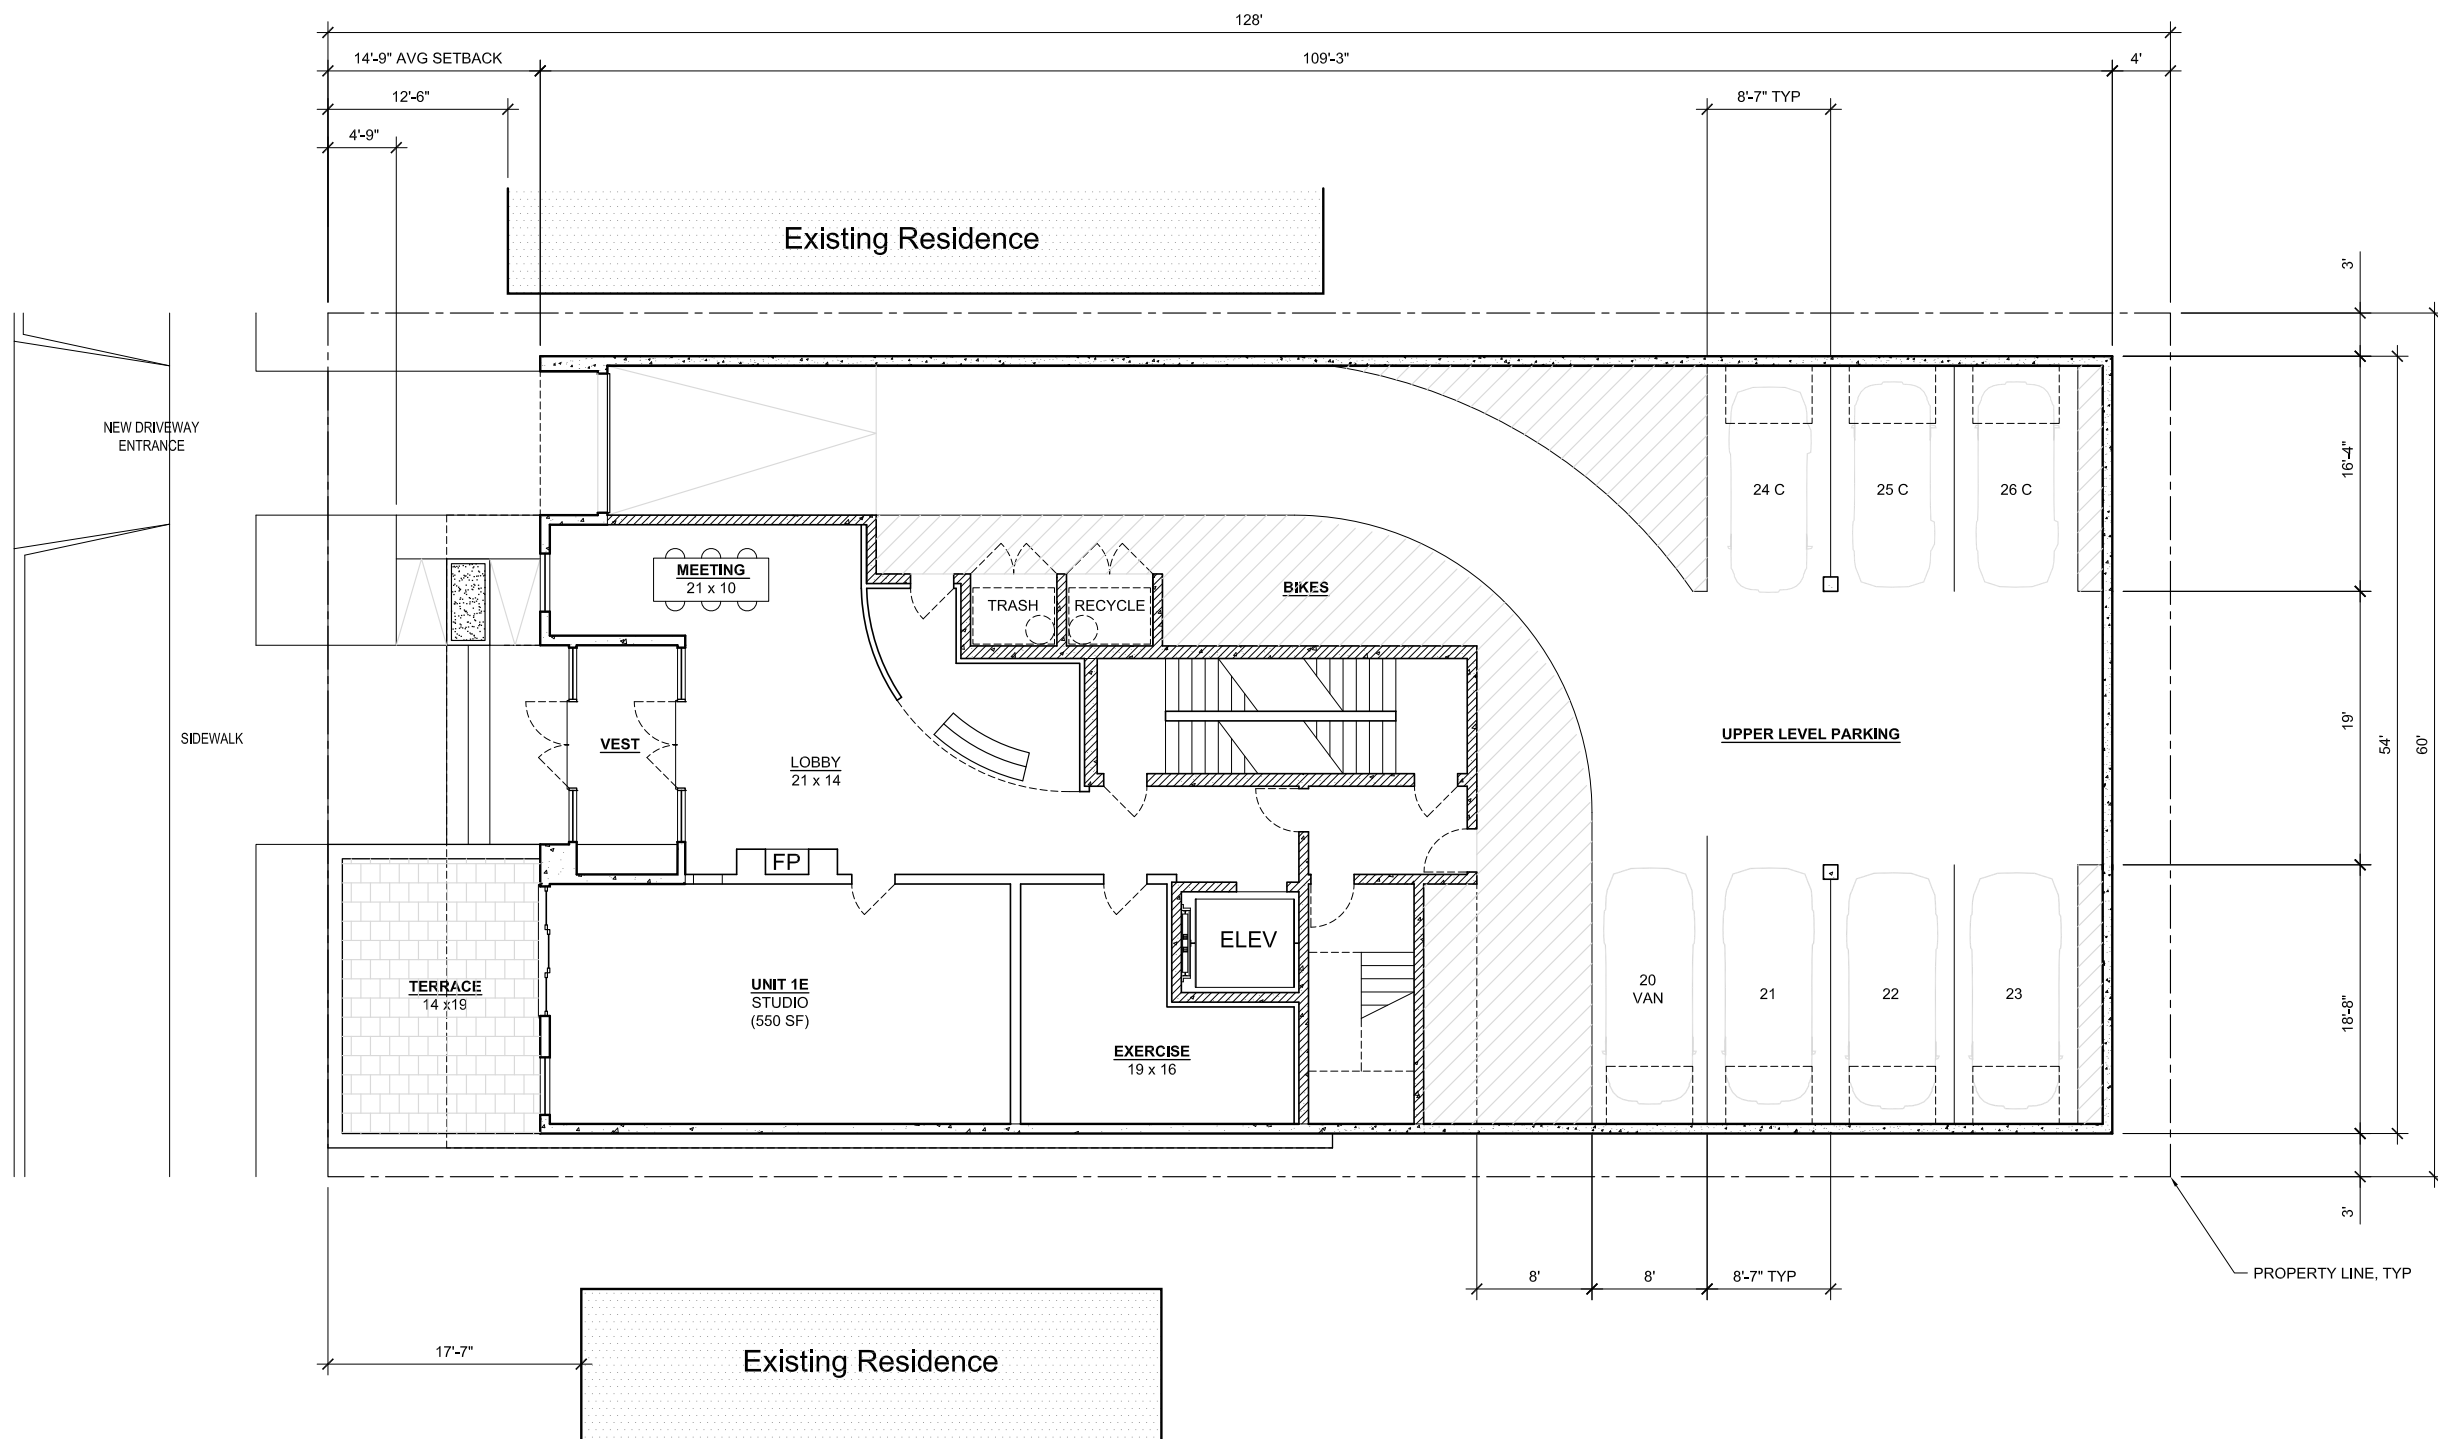 128'
14'-9" AVG SETBACK
109'-3"
4'
12'-6"
8'-7" TYP
4'-9"
Existing Residence
3'
NEW DRIVEWAY
ENTRANCE
16'-4"
24 C
25 C
26 C
MEETING
21 x 10
BIKES
TRASH
RECYCLE
SIDEWALK
VEST
LOBBY
21 x 14
UPPER LEVEL PARKING
19'
54'
60'
FP
ELEV
TERRACE
14 x19
UNIT 1E
STUDIO
(550 SF)
20
VAN
21
22
23
18'-8"
EXERCISE
19 x 16
3'
8'
8'
8'-7" TYP
PROPERTY LINE, TYP
17'-7"
Existing Residence